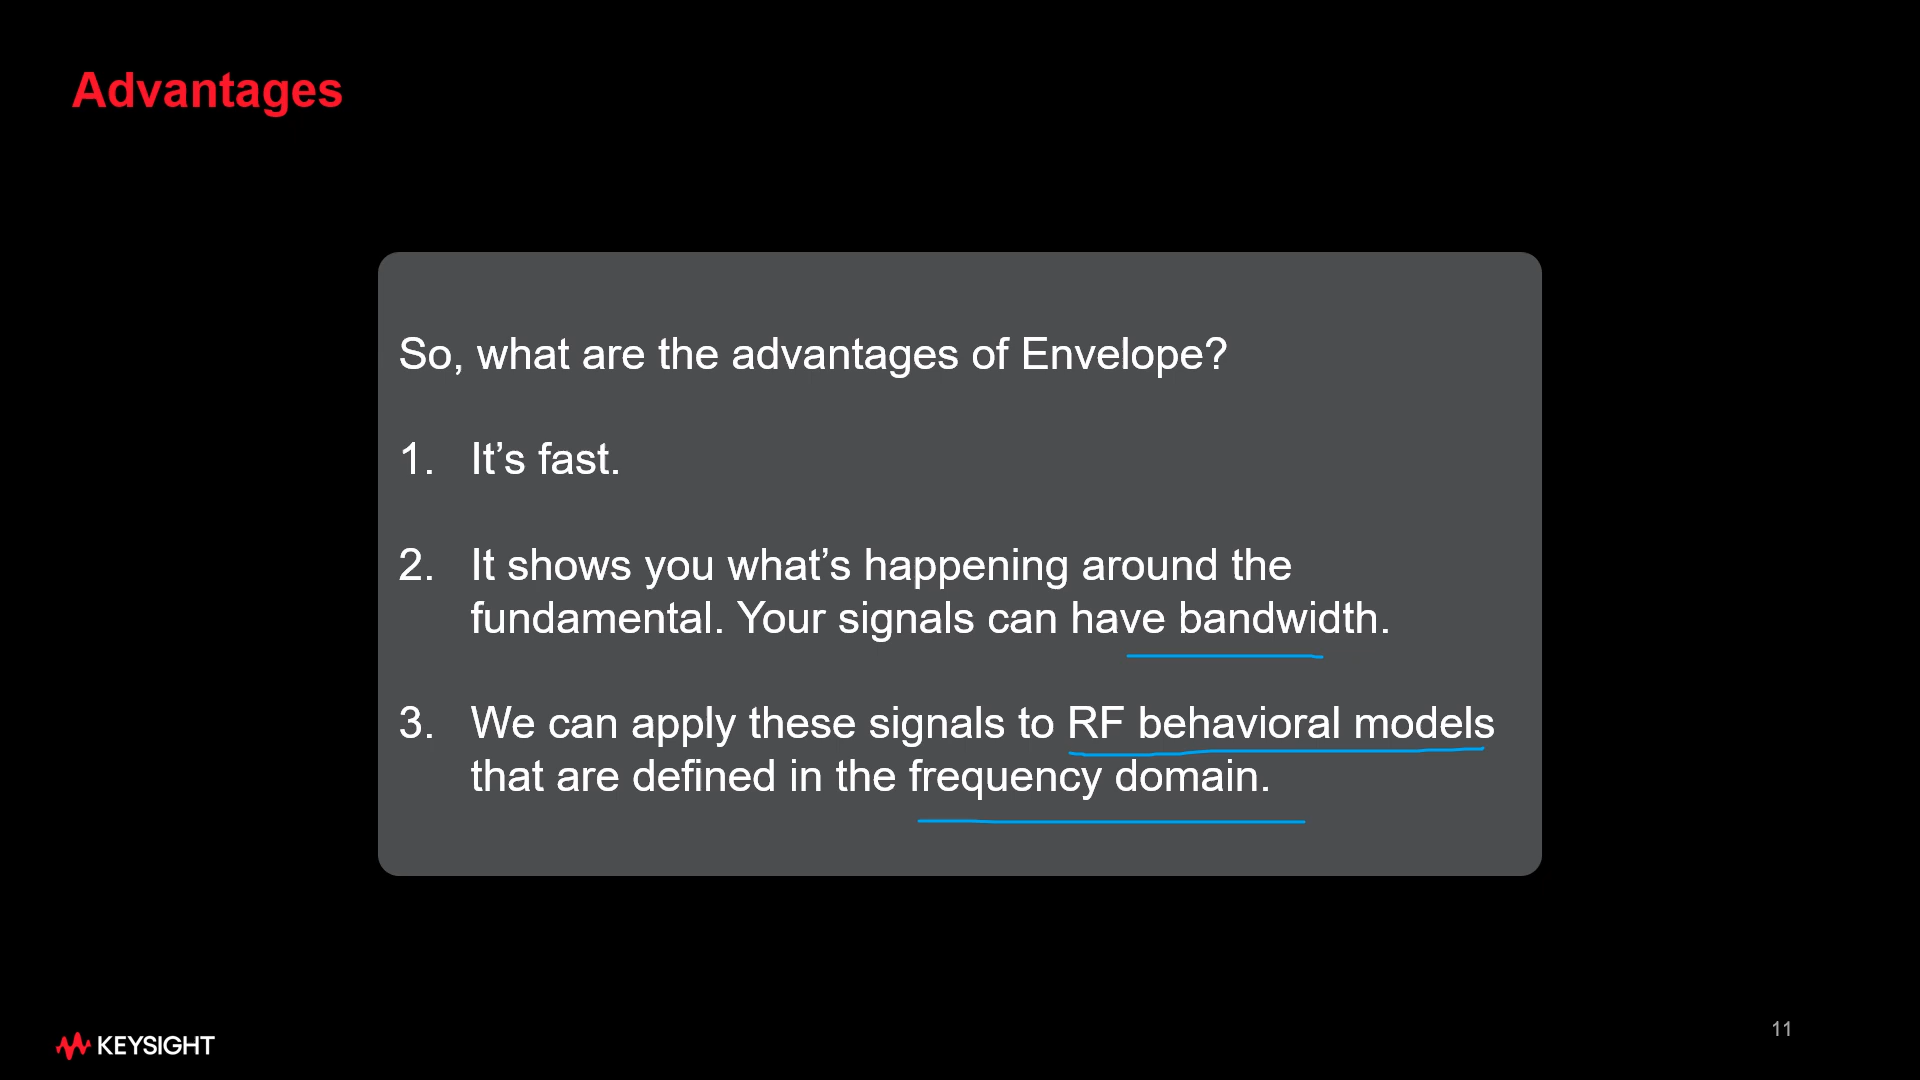 Advantages
So, what are the advantages of Envelope?
1. It’s fast.
2. It shows you what’s happening around the
fundamental. Your signals can have bandwidth.
3. We can apply these signals to RF behavioral models
that are defined in the frequency domain.
KEYSIGHT
11